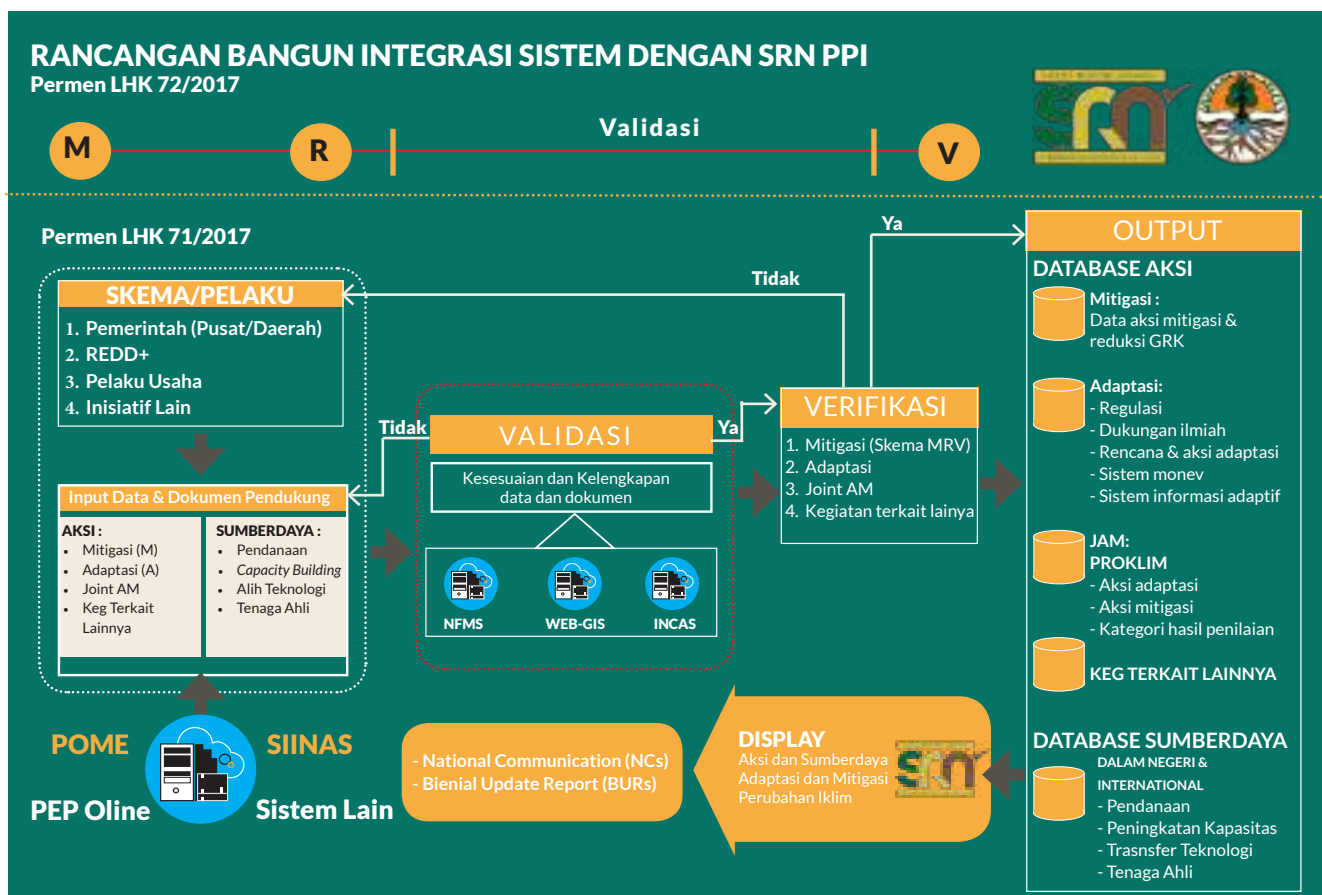 RANCANGAN BANGUN INTEGRASI SISTEM DENGAN SRN PPI
Permen LHK 72/2017
M
R
Validasi
V
SRN
Permen LHK 71/2017
SKEMA/PELAKU
1. Pemerintah (Pusat/Daerah)
2. REDD+
3. Pelaku Usaha
4. Inisiatif Lain
Input Data & Dokumen Pendukung
AKSI :
• Mitigasi (M)
• Adaptasi (A)
• Joint AM
• Keg Terkait
Lainnya
SUMBERDAYA :
• Pendanaan
• Capacity Building
• Alih Teknologi
• Tenaga Ahli
POME
SIINAS
PEP Oline
Sistem Lain
Tidak
VALIDASI
Ya
Kesesuaian dan Kelengkapan
data dan dokumen
NFMS
WEB-GIS
INCAS
Tidak
Ya
VERIFIKASI
1. Mitigasi (Skema MRV)
2. Adaptasi
3. Joint AM
4. Kegiatan terkait lainya
OUTPUT
DATABASE AKSI
Mitigasi :
Data aksi mitigasi &
reduksi GRK
Adaptasi:
- Regulasi
- Dukungan ilmiah
- Rencana & aksi adaptasi
- Sistem monev
- Sistem informasi adaptif
JAM:
PROKLIM
- Aksi adaptasi
- Aksi mitigasi
- Kategori hasil penilaian
KEG TERKAIT LAINNYA
DATABASE SUMBERDAYA
DALAM NEGERI &
INTERNATIONAL
- Pendanaan
- Peningkatan Kapasitas
- Trasnsfer Teknologi
- Tenaga Ahli
DISPLAY
Aksi dan Sumberdaya
Adaptasi dan Mitigasi
Perubahan Iklim
SRN
- National Communication (NCs)
- Bienial Update Report (BURs)